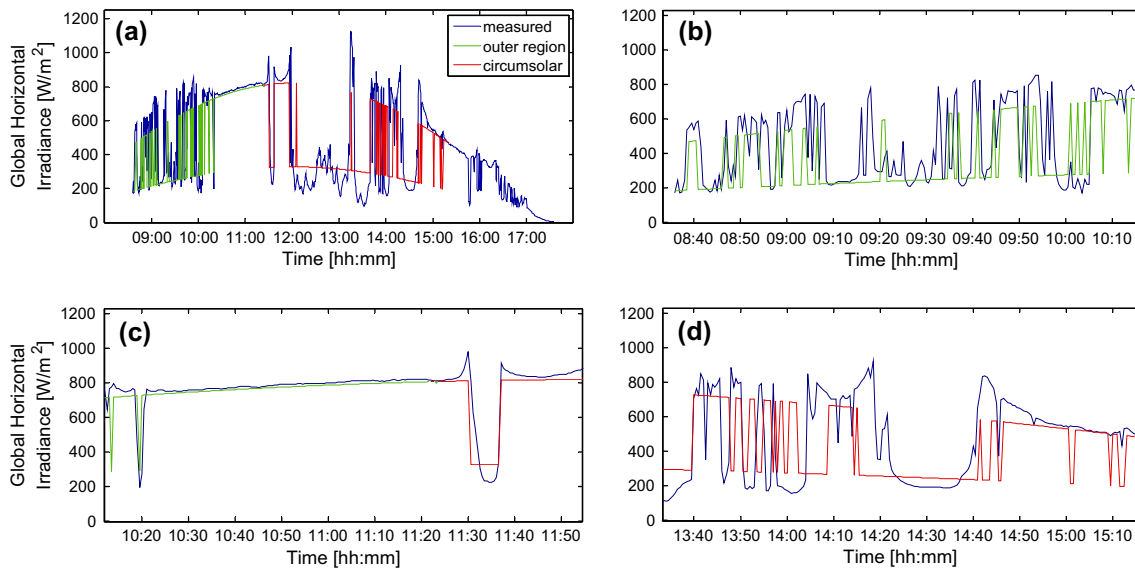 (a)
Global Horizontal
Irradiance [W/m²]
1200
1000
800
600
400
200
0
measured
outer region
circumsolar
09:00 10:00 11:00 12:00 13:00 14:00 15:00 16:00 17:00
Time [hh:mm]
(b)
1200
1000
800
600
400
200
0
08:40 08:50 09:00 09:10 09:20 09:30 09:40 09:50 10:00 10:10
Time [hh:mm]
(c)
Global Horizontal
Irradiance [W/m²]
1200
1000
800
600
400
200
0
10:20 10:30 10:40 10:50 11:00 11:10 11:20 11:30 11:40 11:50
Time [hh:mm]
(d)
1200
1000
800
600
400
200
0
13:40 13:50 14:00 14:10 14:20 14:30 14:40 14:50 15:00 15:10
Time [hh:mm]